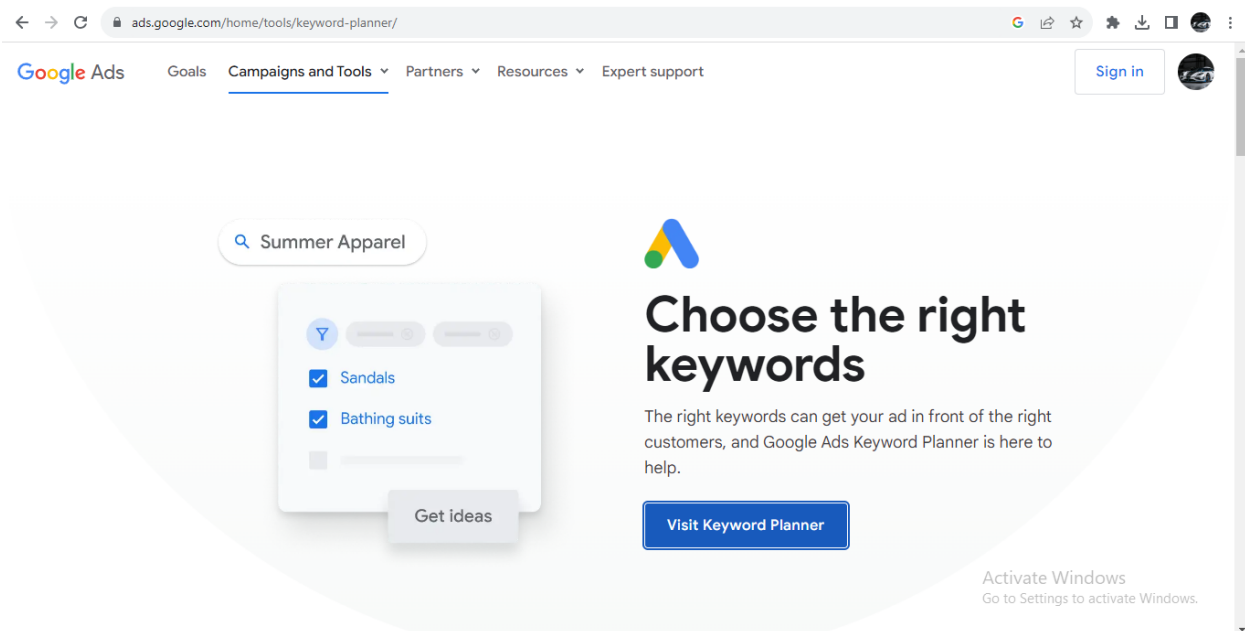 ads.google.com/home/tools/keyword-planner/
Google Ads
Goals
Campaigns and Tools
Partners
Resources
Expert support
Sign in
Summer Apparel
Sandals
Bathing suits
Get ideas
Choose the right
keywords
The right keywords can get your ad in front of the right
customers, and Google Ads Keyword Planner is here to
help.
Visit Keyword Planner
Activate Windows
Go to Settings to activate Windows.